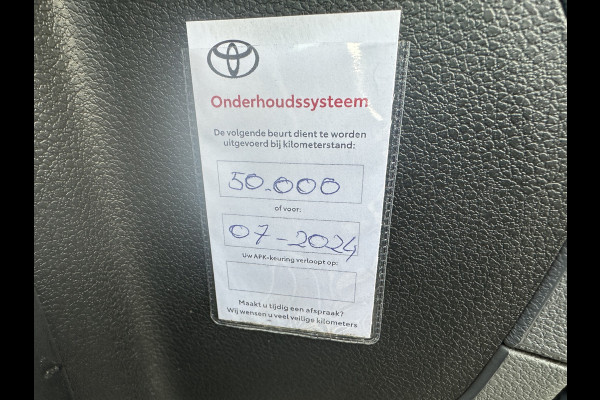 Onderhoudssysteem
De volgende beurt dient te worden
uitgevoerd bij kilometerstand:
50.000
of voor:
07-2024
Uw APK-keuring verloopt op:
Maakt u tijdig een afspraak?
Wij wensen u veel veilige kilometers